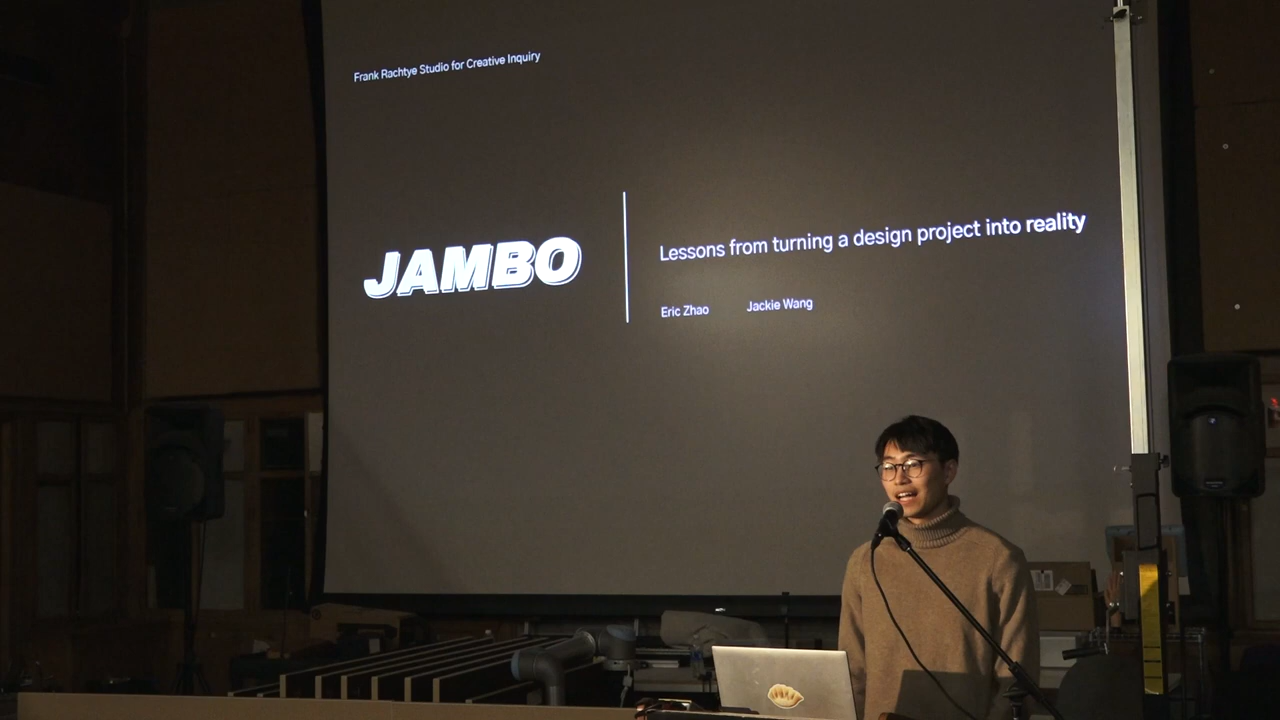 Frank Rachtye Studio for Creative Inquiry
JAMBO
Lessons from turning a design project into reality
Eric Zhao
Jackie Wang